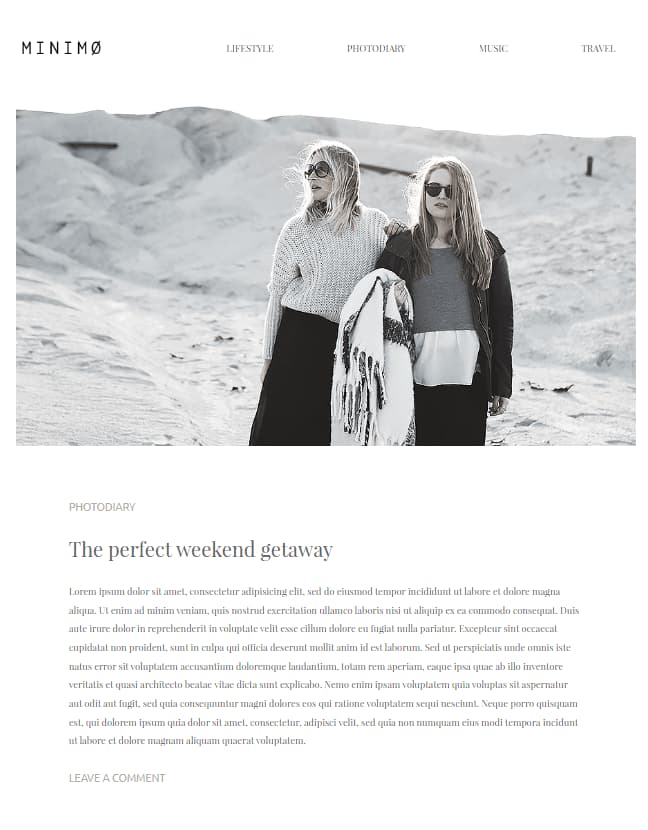 MINIMØ
LIFESTYLE PHOTODIARY MUSIC TRAVEL
PHOTODIARY
The perfect weekend getaway
Lorem ipsum dolor sit amet, consectetur adipisicing elit, sed do eiusmod tempor incididunt ut labore et dolore magna
aliqua. Ut enim ad minim veniam, quis nostrud exercitation ullamco laboris nisi ut aliquip ex ea commodo consequat. Duis
aute irure dolor in reprehenderit in voluptate velit esse cillum dolore eu fugiat nulla pariatur. Excepteur sint occaecat
cupidatat non proident, sunt in culpa qui officia deserunt mollit anim id est laborum. Sed ut perspiciatis unde omnis iste
natus error sit voluptatem accusantium doloremque laudantium, totam rem aperiam, eaque ipsa quae ab illo inventore
veritatis et quasi architecto beatae vitae dicta sunt explicabo. Nemo enim ipsam voluptatem quia voluptas sit aspernatur
aut odit aut fugit, sed quia consequuntur magni dolores eos qui ratione voluptatem sequi nesciunt. Neque porro quisquam
est, qui dolorem ipsum quia dolor sit amet, consectetur, adipisci velit, sed quia non numquam eius modi tempora incidunt
ut labore et dolore magnam aliquam quaerat voluptatem.
LEAVE A COMMENT